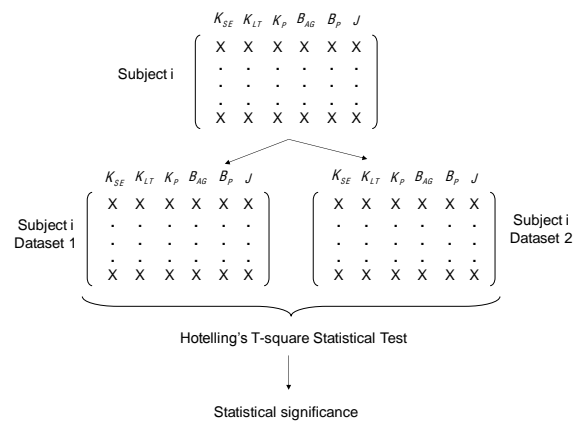 K_SE K_LT K_P B_AG B_P J
X X X X X X
. . . . . .
. . . . . .
. . . . . .
X X X X X X
Subject i
K_SE K_LT K_P B_AG B_P J
X X X X X X
. . . . . .
. . . . . .
. . . . . .
X X X X X X
Subject i
Dataset 1
K_SE K_LT K_P B_AG B_P J
X X X X X X
. . . . . .
. . . . . .
. . . . . .
X X X X X X
Subject i
Dataset 2
Hotelling's T-square Statistical Test
Statistical significance